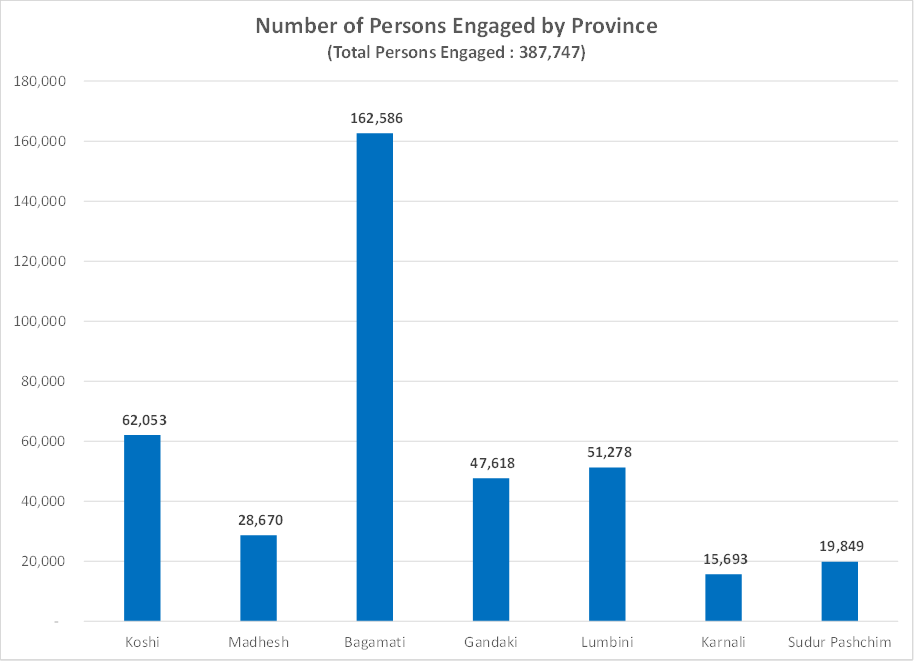 Number of Persons Engaged by Province
(Total Persons Engaged : 387,747)
180,000
160,000
140,000
120,000
100,000
80,000
60,000
40,000
20,000
-
62,053
28,670
162,586
47,618
51,278
15,693
19,849
Koshi
Madhesh
Bagamati
Gandaki
Lumbini
Karnali
Sudur Pashchim